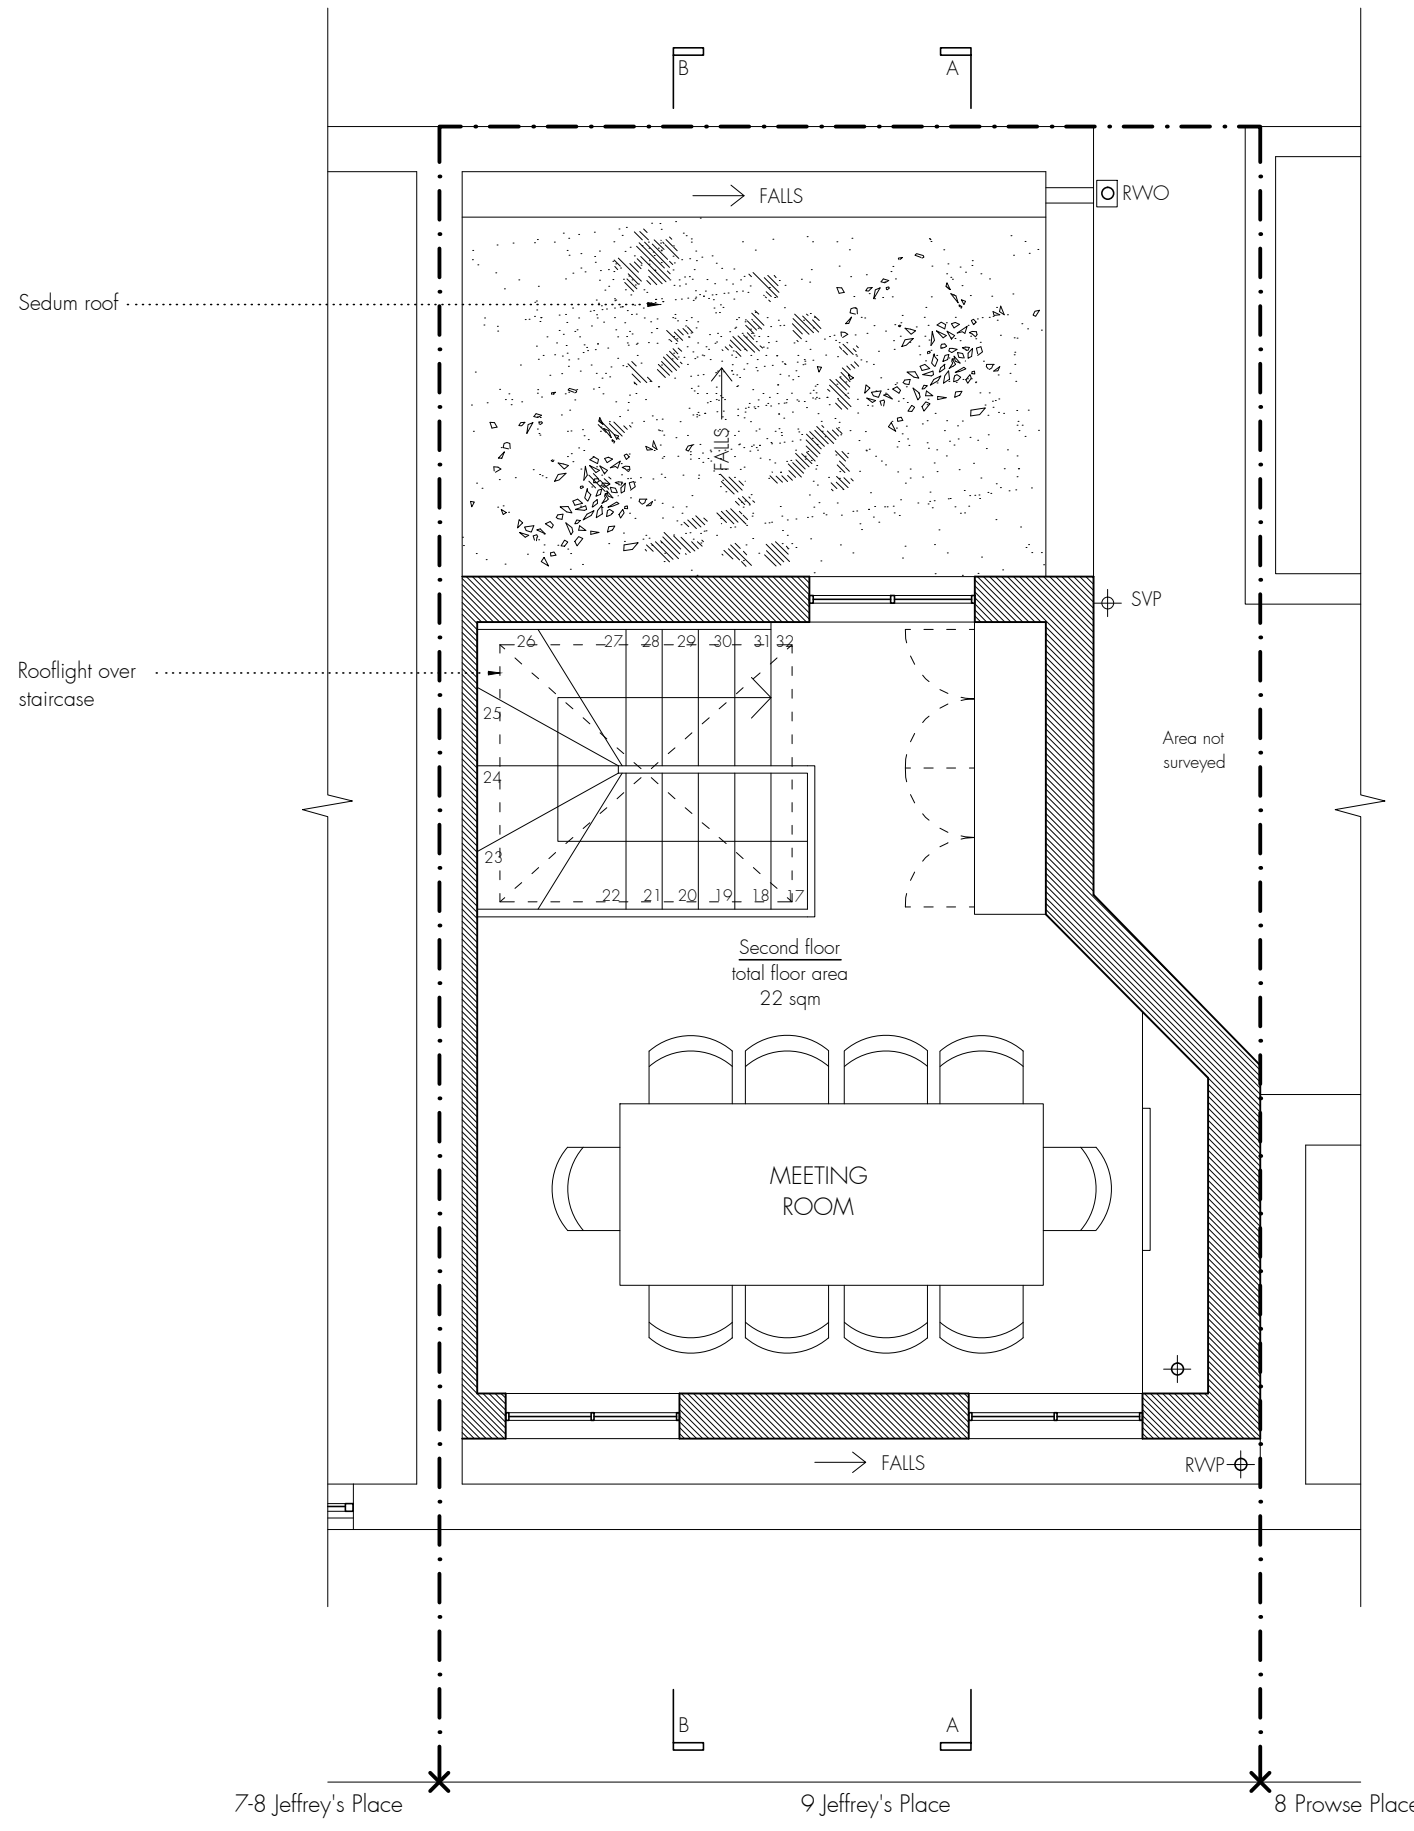 B
A
FALLS
RWO
Sedum roof
FALLS
SVP
26 27 28 29 30 31 32
Rooflight over
staircase
25
Area not
surveyed
24
23
22 21 20 19 18 17
Second floor
total floor area
22 sqm
MEETING
ROOM
FALLS
RWP
B
A
7-8 Jeffrey's Place
9 Jeffrey's Place
8 Prowse Place